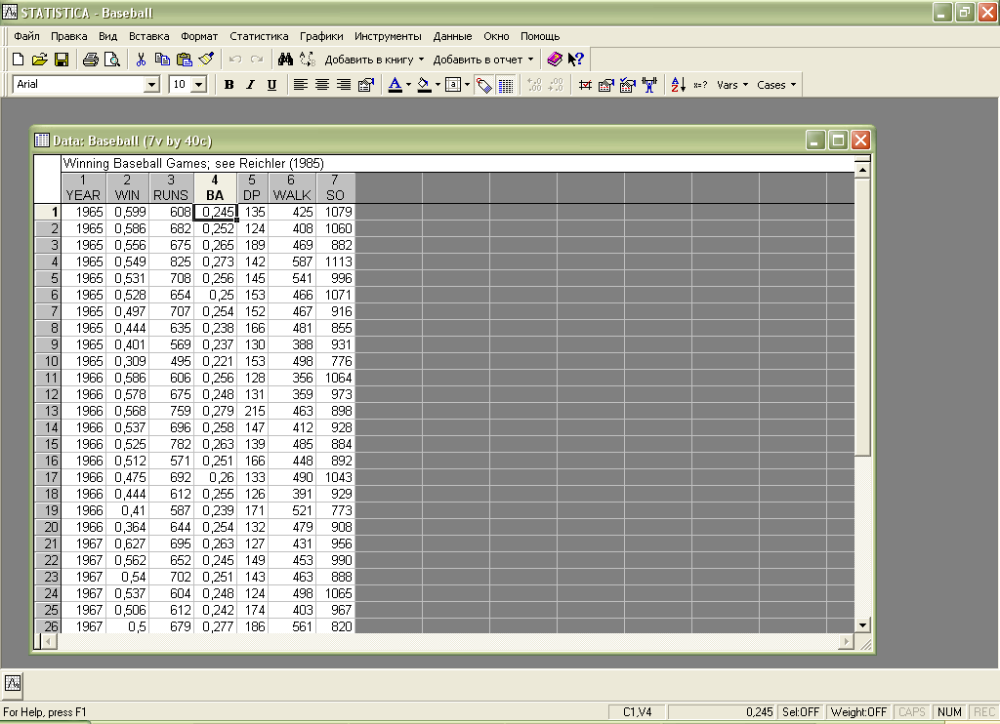 STATISTICA - Baseball
Файл Правка Вид Вставка Формат Статистика Графики Инструменты Данные Окно Помощь
Добавить в книгу Добавить в отчет
Arial 10 B I U Vars Cases
Data: Baseball (7v by 40c)
Winning Baseball Games; see Reichler (1985)
1 2 3 4 5 6 7
YEAR WIN RUNS BA DP WALK SO
1 1965 0,599 608 0,245 135 425 1079
2 1965 0,586 682 0,252 124 408 1060
3 1965 0,556 675 0,265 189 469 882
4 1965 0,549 825 0,273 142 587 1113
5 1965 0,531 708 0,256 145 541 996
6 1965 0,528 654 0,25 153 466 1071
7 1965 0,497 707 0,254 152 467 916
8 1965 0,444 635 0,238 166 481 855
9 1965 0,401 569 0,237 130 388 931
10 1965 0,309 495 0,221 153 498 776
11 1966 0,586 606 0,256 128 356 1064
12 1966 0,578 675 0,248 131 359 973
13 1966 0,568 759 0,279 215 463 898
14 1966 0,537 696 0,258 147 412 928
15 1966 0,525 782 0,263 139 485 884
16 1966 0,512 571 0,251 166 448 892
17 1966 0,475 692 0,26 133 490 1043
18 1966 0,444 612 0,255 126 391 929
19 1966 0,41 587 0,239 171 521 773
20 1966 0,364 644 0,254 132 479 908
21 1967 0,627 695 0,263 127 431 956
22 1967 0,562 652 0,245 149 453 990
23 1967 0,54 702 0,251 143 463 888
24 1967 0,537 604 0,248 124 498 1065
25 1967 0,506 612 0,242 174 403 967
26 1967 0,5 679 0,277 186 561 820
For Help, press F1 C1,V4 0,245 Sel:OFF Weight:OFF CAPS NUM REC